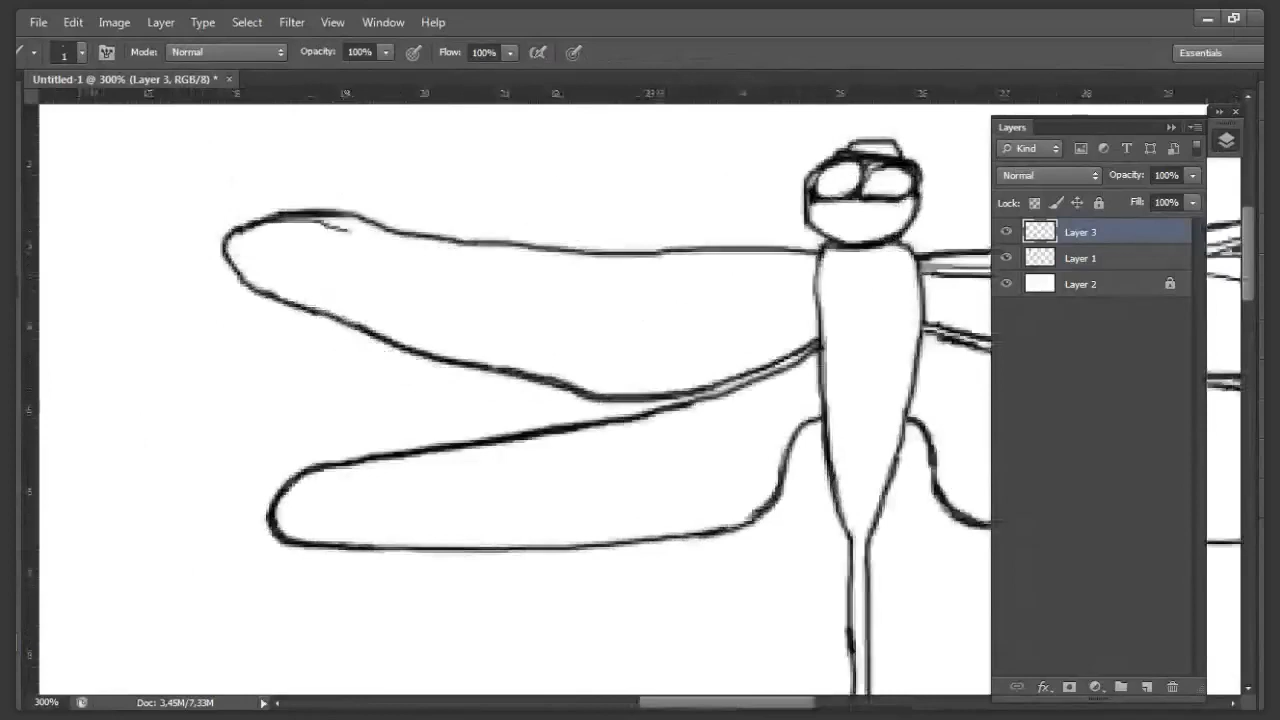 File Edit Image Layer Type Select Filter View Window Help
1 Mode: Normal Opacity: 100% Flow: 100% Essentials
Untitled-1 @ 300% (Layer 3, RGB/8) * ×
Layers
Kind
Normal Opacity: 100%
Lock: Fill: 100%
Layer 3
Layer 1
Layer 2
fx
300% Doc: 3,45M/7,33M